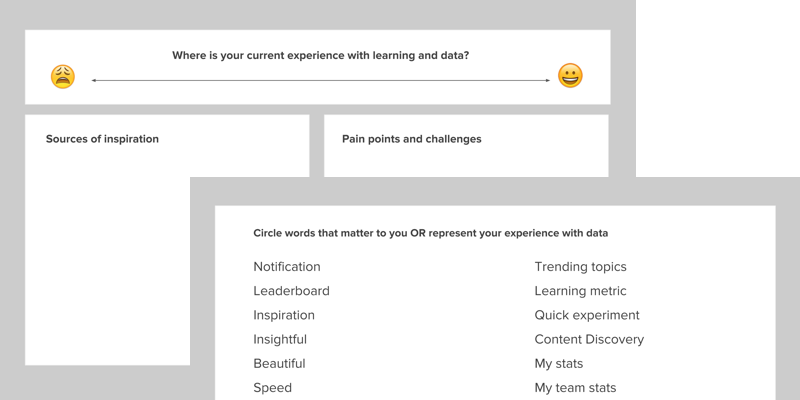 Where is your current experience with learning and data?
Sources of inspiration
Pain points and challenges
Circle words that matter to you OR represent your experience with data
Notification
Leaderboard
Inspiration
Insightful
Beautiful
Speed
Trending topics
Learning metric
Quick experiment
Content Discovery
My stats
My team stats